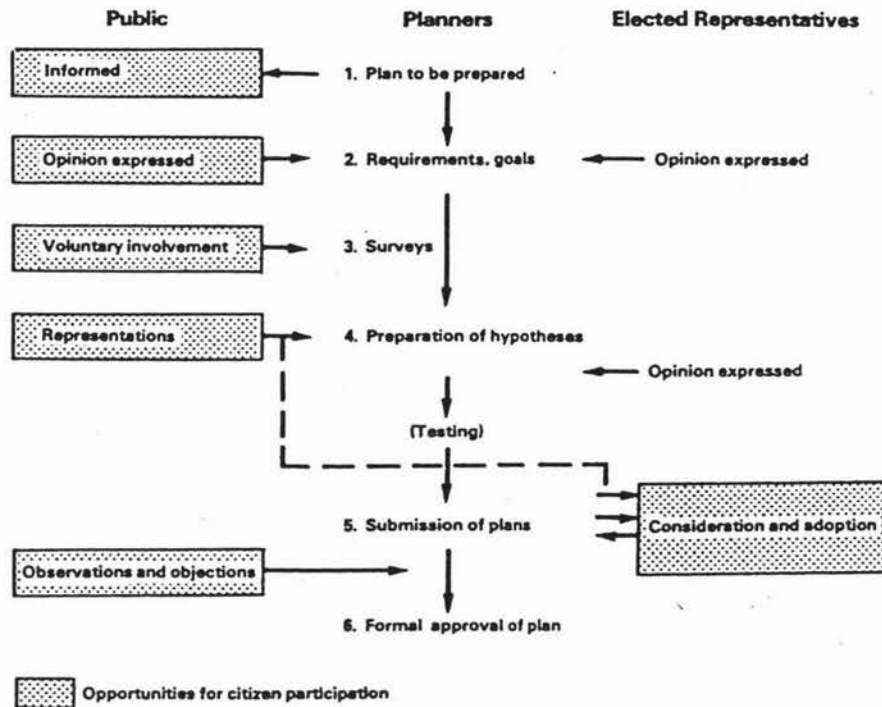 Public Planners Elected Representatives
Informed 1. Plan to be prepared
Opinion expressed 2. Requirements, goals Opinion expressed
Voluntary involvement 3. Surveys
Representations 4. Preparation of hypotheses
Opinion expressed
(Testing)
5. Submission of plans Consideration and adoption
Observations and objections
6. Formal approval of plan
Opportunities for citizen participation